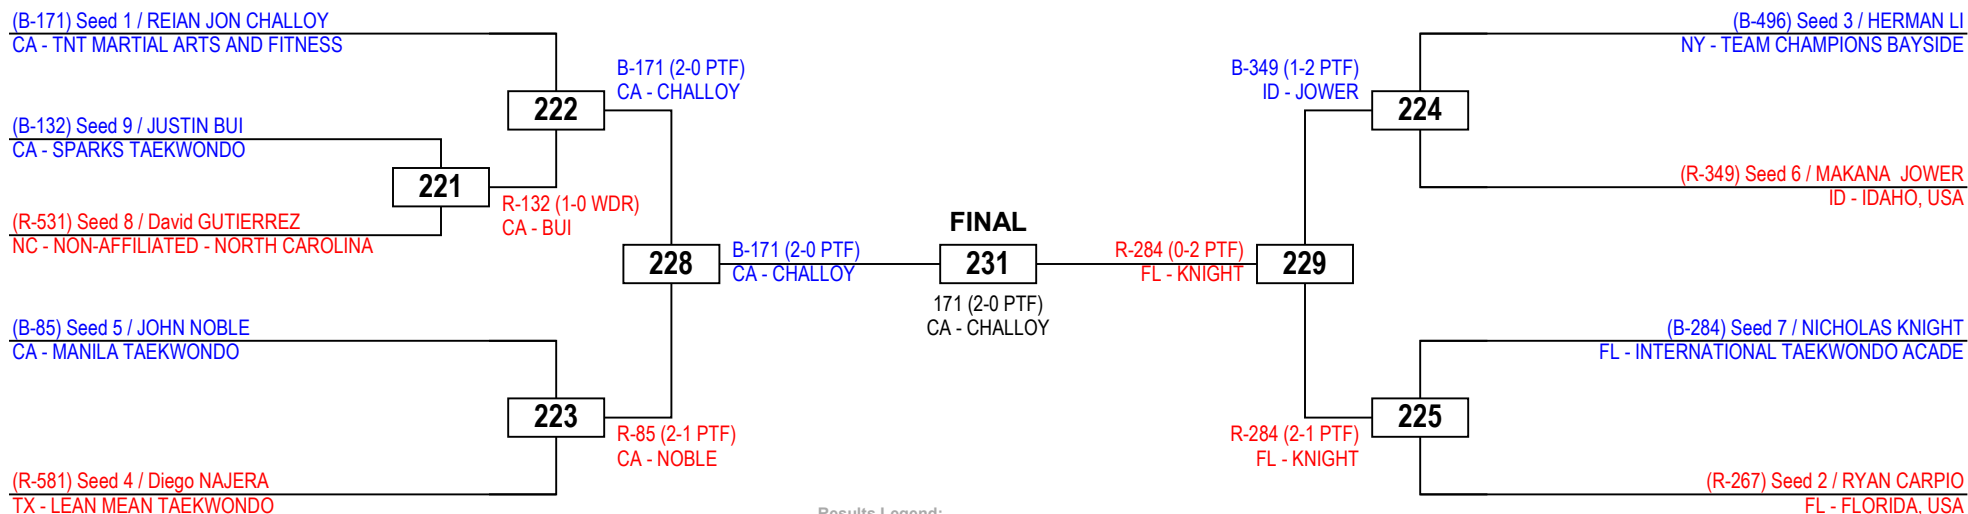 (B-171) Seed 1 / REIAN JON CHALLOY
CA - TNT MARTIAL ARTS AND FITNESS
(B-132) Seed 9 / JUSTIN BUI
CA - SPARKS TAEKWONDO
(R-531) Seed 8 / David GUTIERREZ
NC - NON-AFFILIATED - NORTH CAROLINA
(B-85) Seed 5 / JOHN NOBLE
CA - MANILA TAEKWONDO
(R-581) Seed 4 / Diego NAJERA
TX - LEAN MEAN TAEKWONDO
221
R-132 (1-0 WDR)
CA - BUI
222
B-171 (2-0 PTF)
CA - CHALLOY
223
R-85 (2-1 PTF)
CA - NOBLE
228
B-171 (2-0 PTF)
CA - CHALLOY
FINAL
231
171 (2-0 PTF)
CA - CHALLOY
R-284 (0-2 PTF)
FL - KNIGHT
229
B-349 (1-2 PTF)
ID - JOWER
224
R-284 (2-1 PTF)
FL - KNIGHT
225
(B-496) Seed 3 / HERMAN LI
NY - TEAM CHAMPIONS BAYSIDE
(R-349) Seed 6 / MAKANA  JOWER
ID - IDAHO, USA
(B-284) Seed 7 / NICHOLAS KNIGHT
FL - INTERNATIONAL TAEKWONDO ACADE
(R-267) Seed 2 / RYAN CARPIO
FL - FLORIDA, USA
Results Legend: